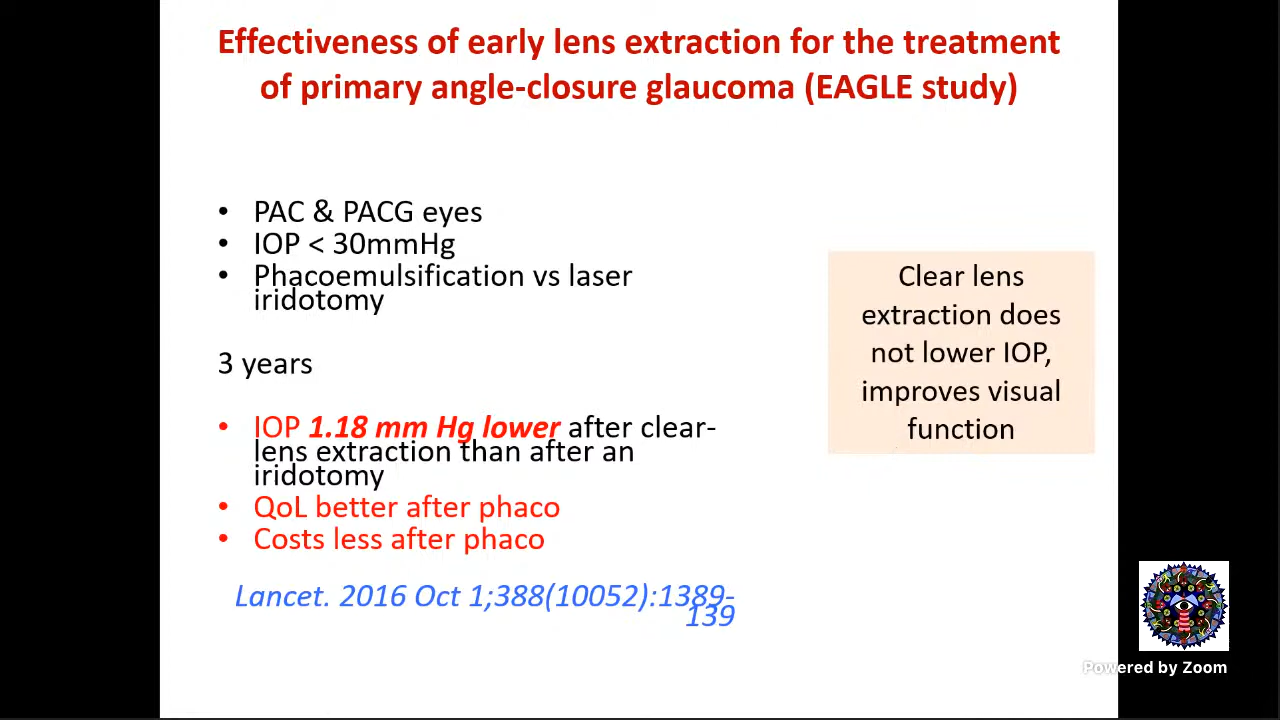 Effectiveness of early lens extraction for the treatment
of primary angle-closure glaucoma (EAGLE study)
• PAC & PACG eyes
• IOP < 30mmHg
• Phacoemulsification vs laser
iridotomy
3 years
• IOP 1.18 mm Hg lower after clear-
lens extraction than after an
iridotomy
• QoL better after phaco
• Costs less after phaco
Lancet. 2016 Oct 1;388(10052):1389-
139
Clear lens
extraction does
not lower IOP,
improves visual
function
Powered by Zoom